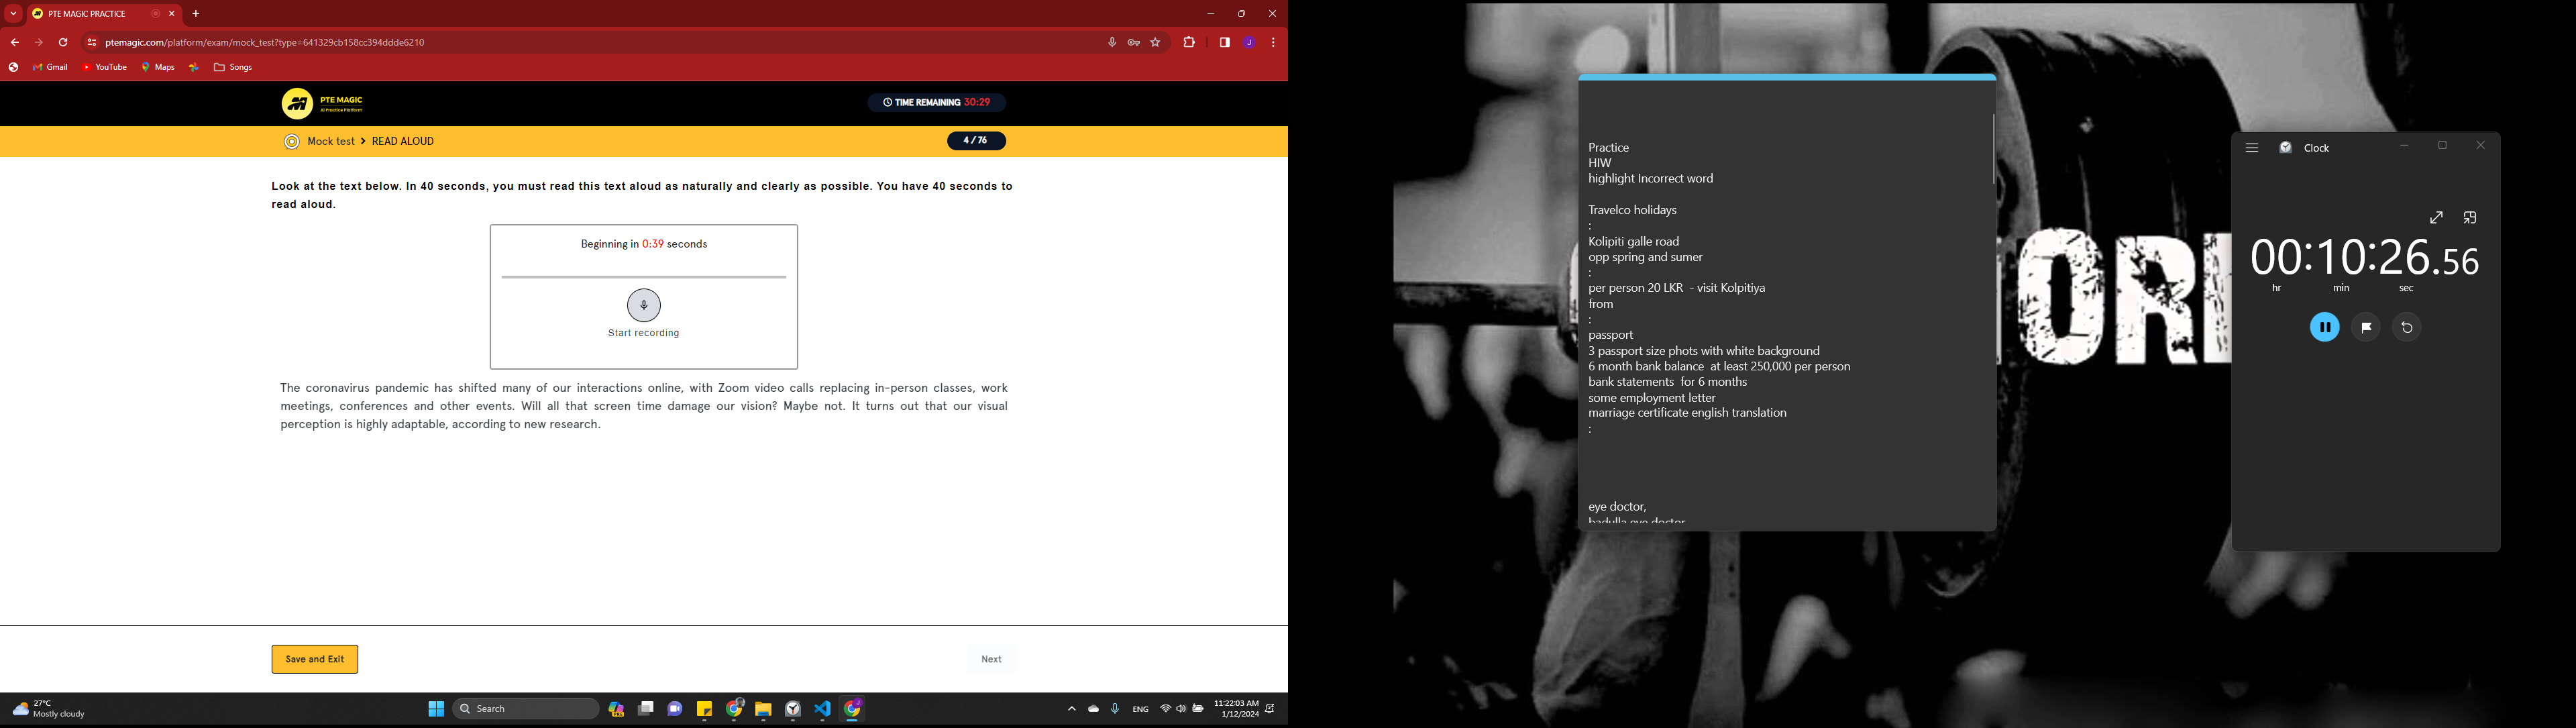 PTE MAGIC PRACTICE
ptemagic.com/platform/exam/mock_test?type=641329cb158cc394ddde6210
J
Gmail
YouTube
Maps
Songs
PTE MAGIC
AI Practice Platform
TIME REMAINING 30:29
Mock test > READ ALOUD
4 / 76
Look at the text below. In 40 seconds, you must read this text aloud as naturally and clearly as possible. You have 40 seconds to
read aloud.
Beginning in 0:39 seconds
Start recording
The coronavirus pandemic has shifted many of our interactions online, with Zoom video calls replacing in-person classes, work
meetings, conferences and other events. Will all that screen time damage our vision? Maybe not. It turns out that our visual
perception is highly adaptable, according to new research.
Save and Exit
Next
27°C
Mostly cloudy
Search
ENG
11:22:03 AM
1/12/2024
Practice
HIW
highlight Incorrect word
Travelco holidays
:
Kolipiti galle road
opp spring and sumer
:
per person 20 LKR - visit Kolpitiya
from
:
passport
3 passport size phots with white background
6 month bank balance at least 250,000 per person
bank statements for 6 months
some employment letter
marriage certificate english translation
:
eye doctor,
badulla eye doctor
Clock
00:10:26.56
hr min sec